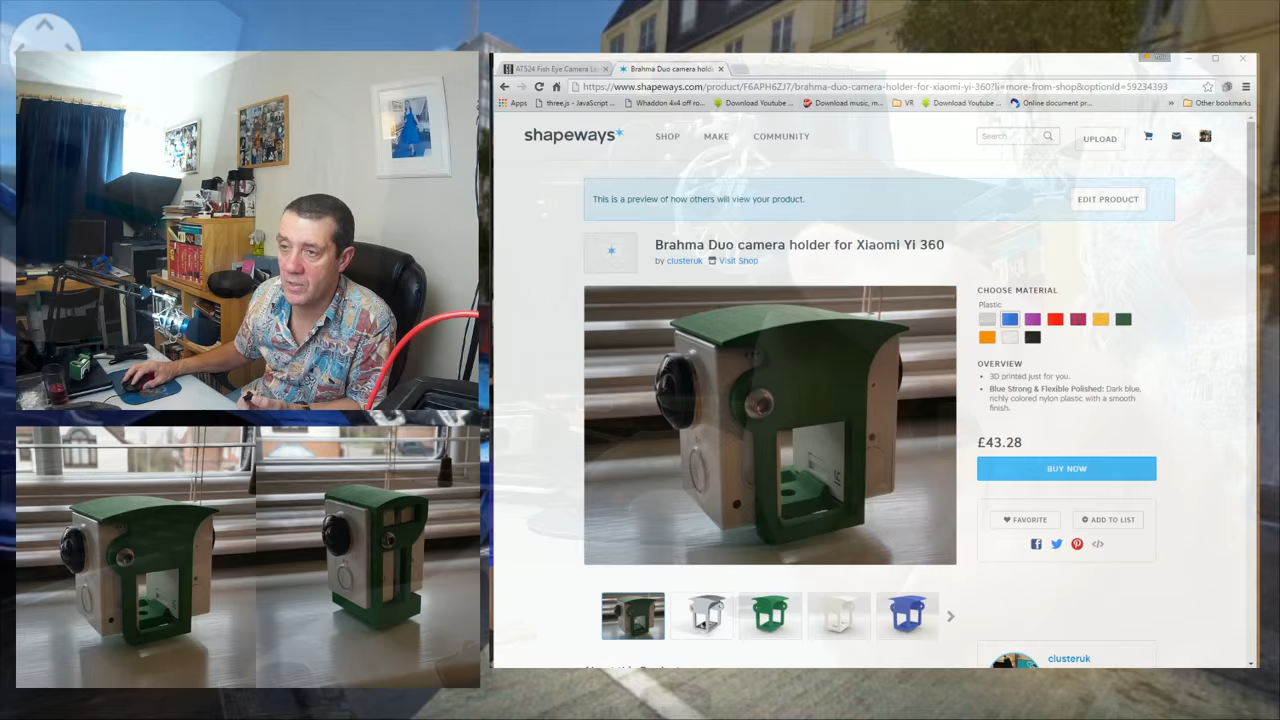 AT524 Fish Eye Camera Le
Brahma Duo camera hold
https://www.shapeways.com/product/F6APH6ZJ7/brahma-duo-camera-holder-for-xiaomi-yi-360?li=more-from-shop&optionId=59234393
Apps
three.js - JavaScript ...
Whaddon 4x4 off ro...
Download Youtube ...
Download music, m...
VR
Download Youtube ...
Online document pr...
»
Other bookmarks
shapeways
SHOP
MAKE
COMMUNITY
Search
UPLOAD
This is a preview of how others will view your product.
EDIT PRODUCT
Brahma Duo camera holder for Xiaomi Yi 360
by clusteruk
Visit Shop
CHOOSE MATERIAL
Plastic
OVERVIEW
• 3D printed just for you.
• Blue Strong & Flexible Polished: Dark blue,
richly colored nylon plastic with a smooth
finish.
£43.28
BUY NOW
FAVORITE
ADD TO LIST
clusteruk